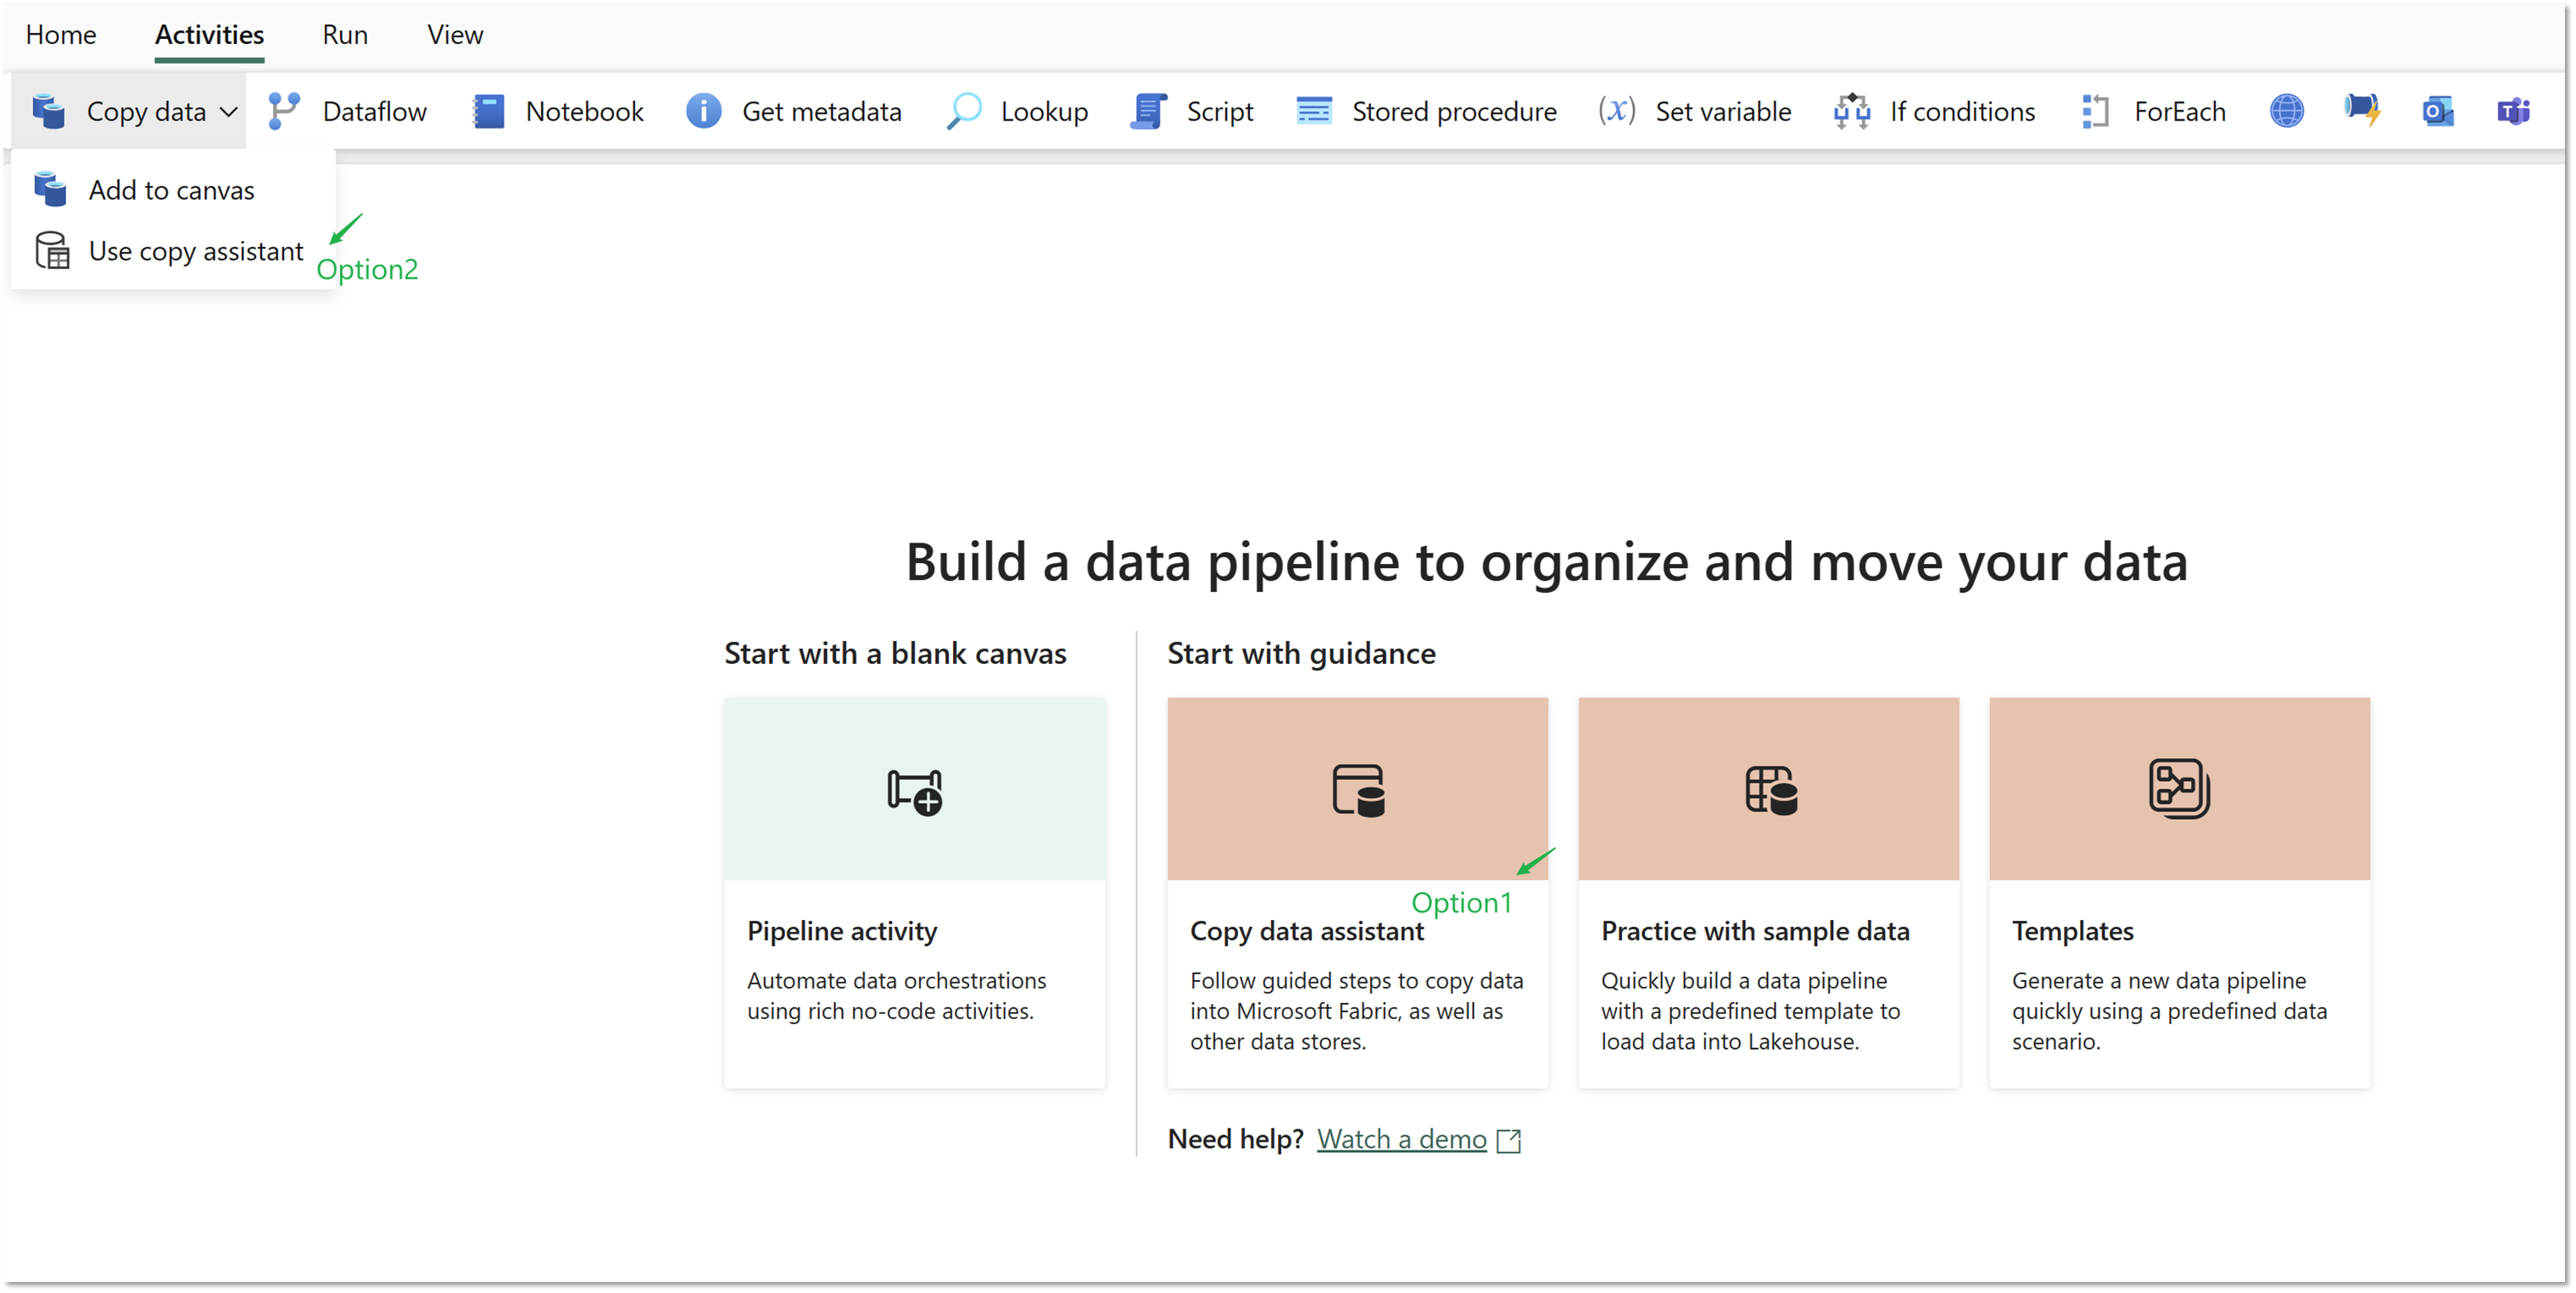 Home Activities Run View
Copy data Dataflow Notebook Get metadata Lookup Script Stored procedure (x) Set variable If conditions ForEach
Add to canvas
Use copy assistant
Option2
Build a data pipeline to organize and move your data
Start with a blank canvas
Start with guidance
Option1
Pipeline activity
Automate data orchestrations
using rich no-code activities.
Copy data assistant
Follow guided steps to copy data
into Microsoft Fabric, as well as
other data stores.
Practice with sample data
Quickly build a data pipeline
with a predefined template to
load data into Lakehouse.
Templates
Generate a new data pipeline
quickly using a predefined data
scenario.
Need help? Watch a demo